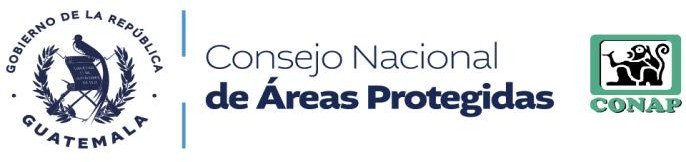 GOBIERNO DE LA REPÚBLICA
GUATEMALA
Consejo Nacional
de Áreas Protegidas
CONAP